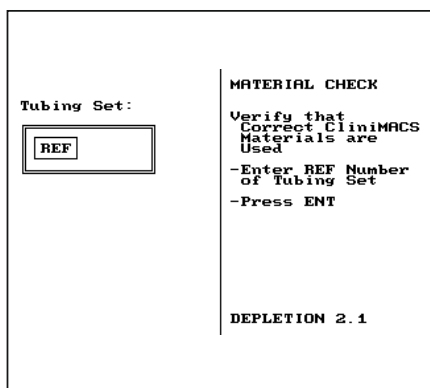 Tubing Set:
REF
MATERIAL CHECK
Verify that
Correct CliniMACS
Materials are
Used
-Enter REF Number
of Tubing Set
-Press ENT
DEPLETION 2.1